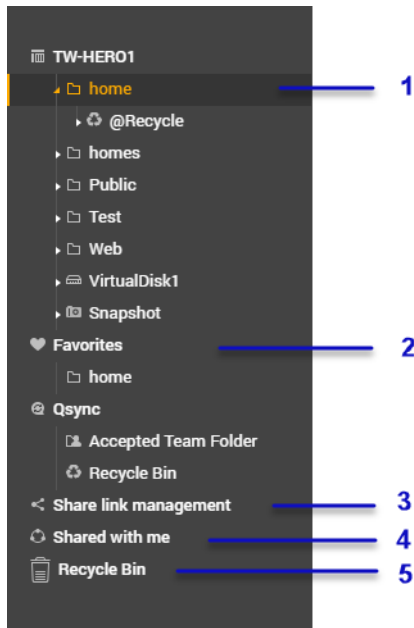 TW-HERO1
home 1
@Recycle
homes
Public
Test
Web
VirtualDisk1
Snapshot
Favorites 2
home
Qsync
Accepted Team Folder
Recycle Bin
Share link management 3
Shared with me 4
Recycle Bin 5